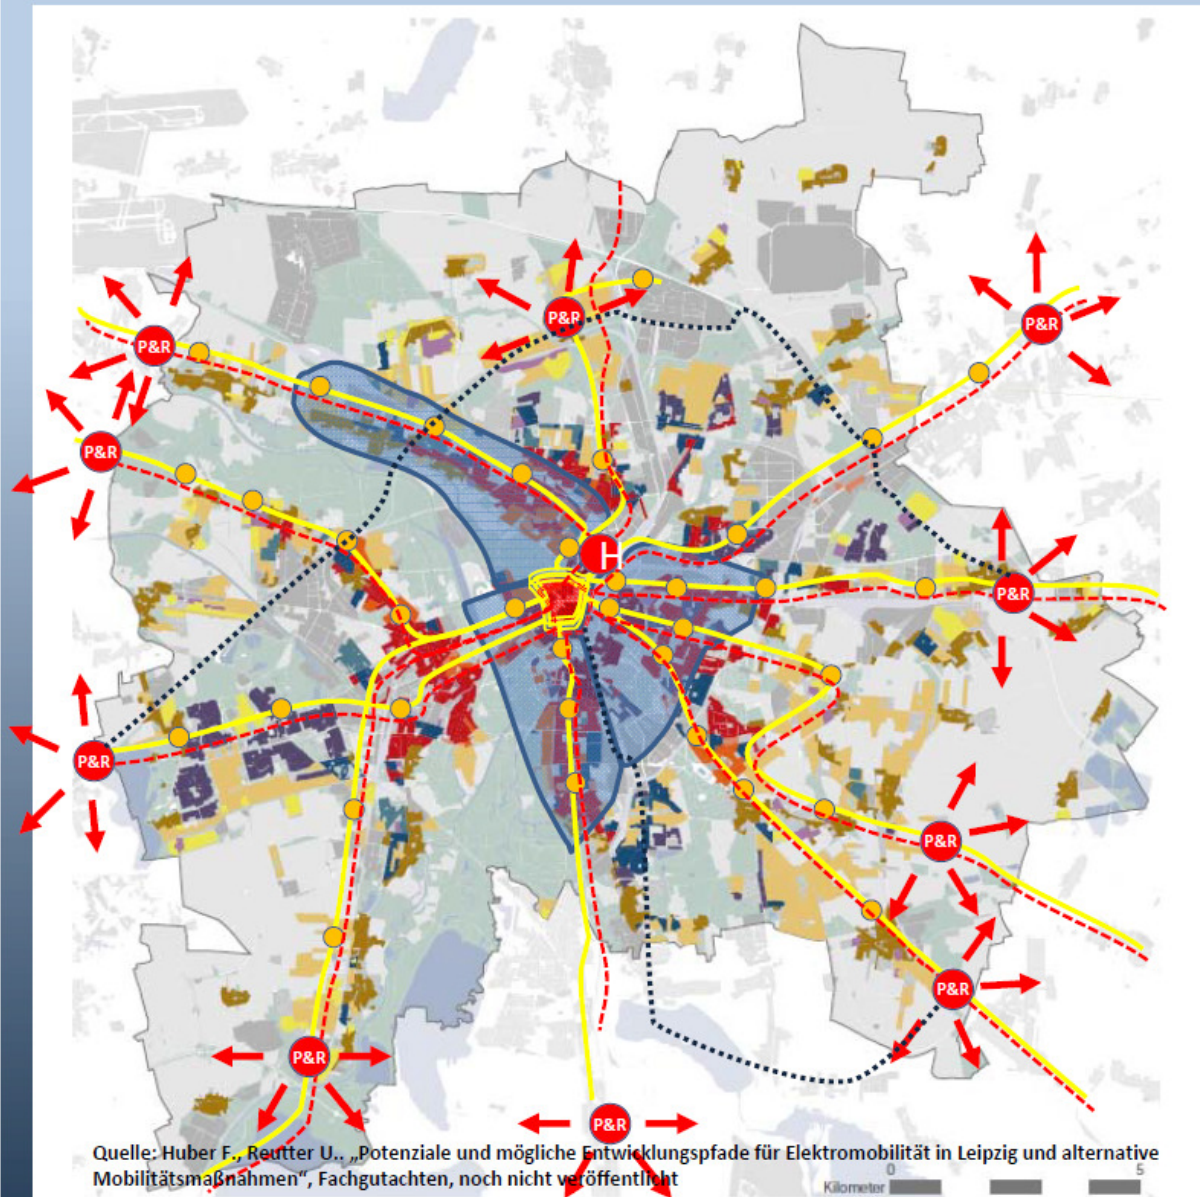 P&R
P&R
P&R
P&R
H
P&R
P&R
P&R
P&R
P&R
P&R
Quelle: Huber F., Reutter U.. „Potenziale und mögliche Entwicklungspfade für Elektromobilität in Leipzig und alternative
Mobilitätsmaßnahmen“, Fachgutachten, noch nicht veröffentlicht
0 5
Kilometer